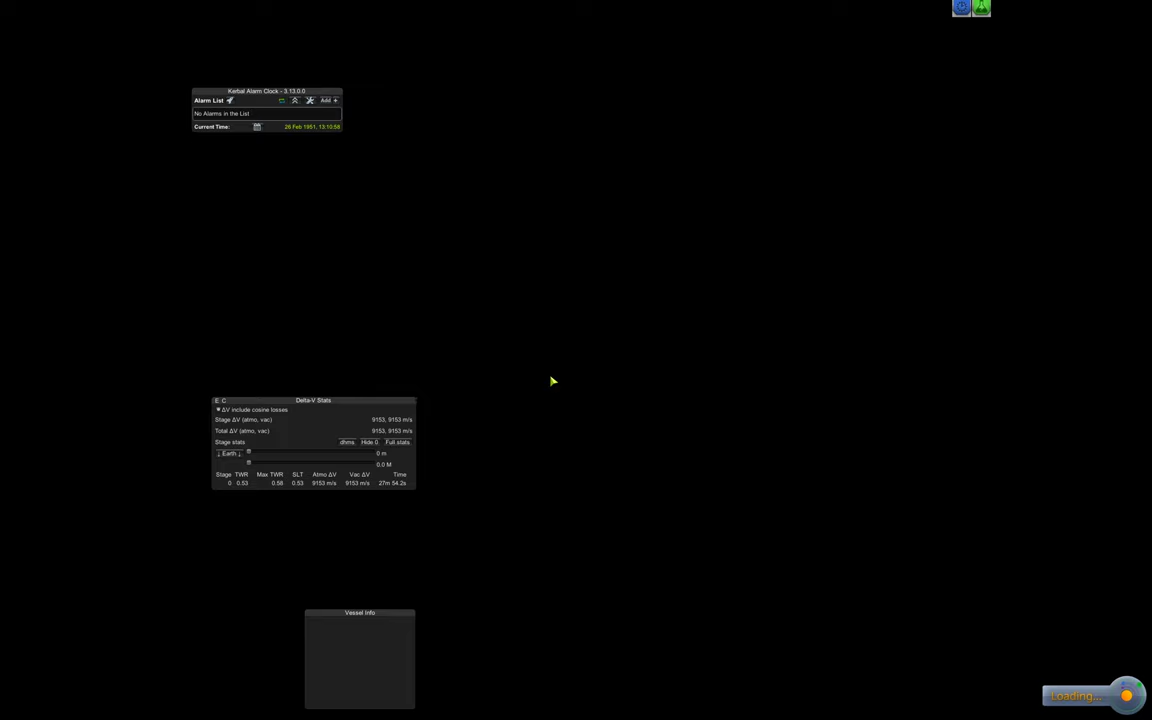 Kerbal Alarm Clock - 3.13.0.0
Alarm List Add +
No Alarms in the List
Current Time: 26 Feb 1951, 13:10:58
E C Delta-V Stats
ΔV include cosine losses
Stage ΔV (atmo, vac) 9153, 9153 m/s
Total ΔV (atmo, vac) 9153, 9153 m/s
Stage stats dhms Hide 0 Full stats
↓ Earth ↓ 0 m
0.0 M
Stage TWR Max TWR SLT Atmo ΔV Vac ΔV Time
0 0.53 0.58 0.53 9153 m/s 9153 m/s 27m 54.2s
Vessel Info
Loading...